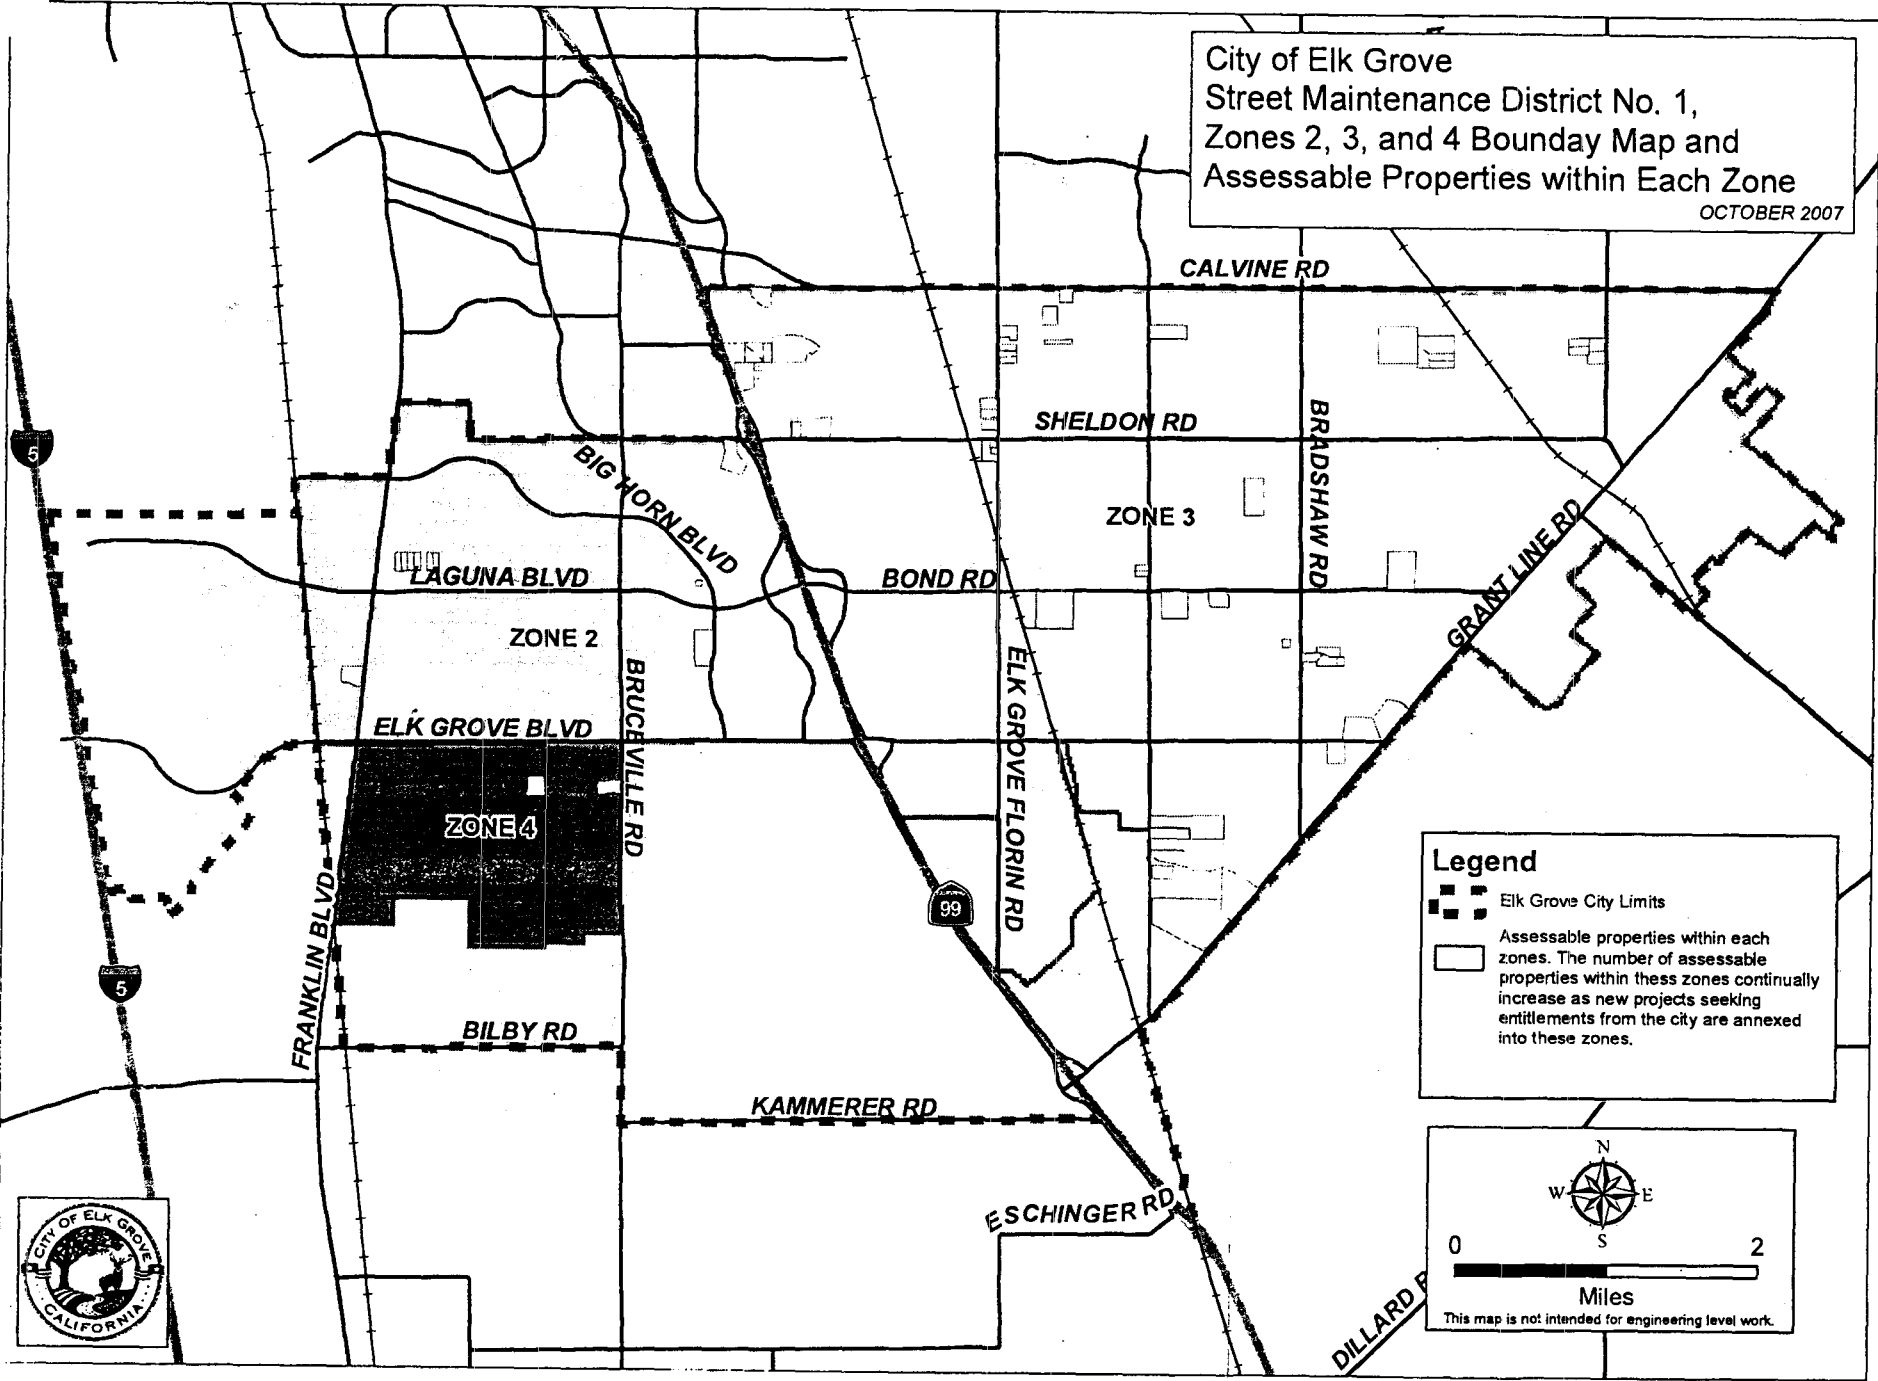 City of Elk Grove
Street Maintenance District No. 1,
Zones 2, 3, and 4 Bounday Map and
Assessable Properties within Each Zone
OCTOBER 2007
CALVINE RD
SHELDON RD
BRADSHAW RD
5
BIG HORN BLVD
ZONE 3
GRANT LINE RD
LAGUNA BLVD
BOND RD
ZONE 2
ELK GROVE BLVD
BRUCEVILLE RD
ELK GROVE FLORIN RD
ZONE 4
FRANKLIN BLVD
99
5
BILBY RD
KAMMERER RD
ESCHINGER RD
DILLARD
Legend
Elk Grove City Limits
Assessable properties within each
zones. The number of assessable
properties within thess zones continually
increase as new projects seeking
entitlements from the city are annexed
into these zones.
N
W E
S
0 2
Miles
This map is not intended for engineering level work.
CITY OF ELK GROVE
CALIFORNIA